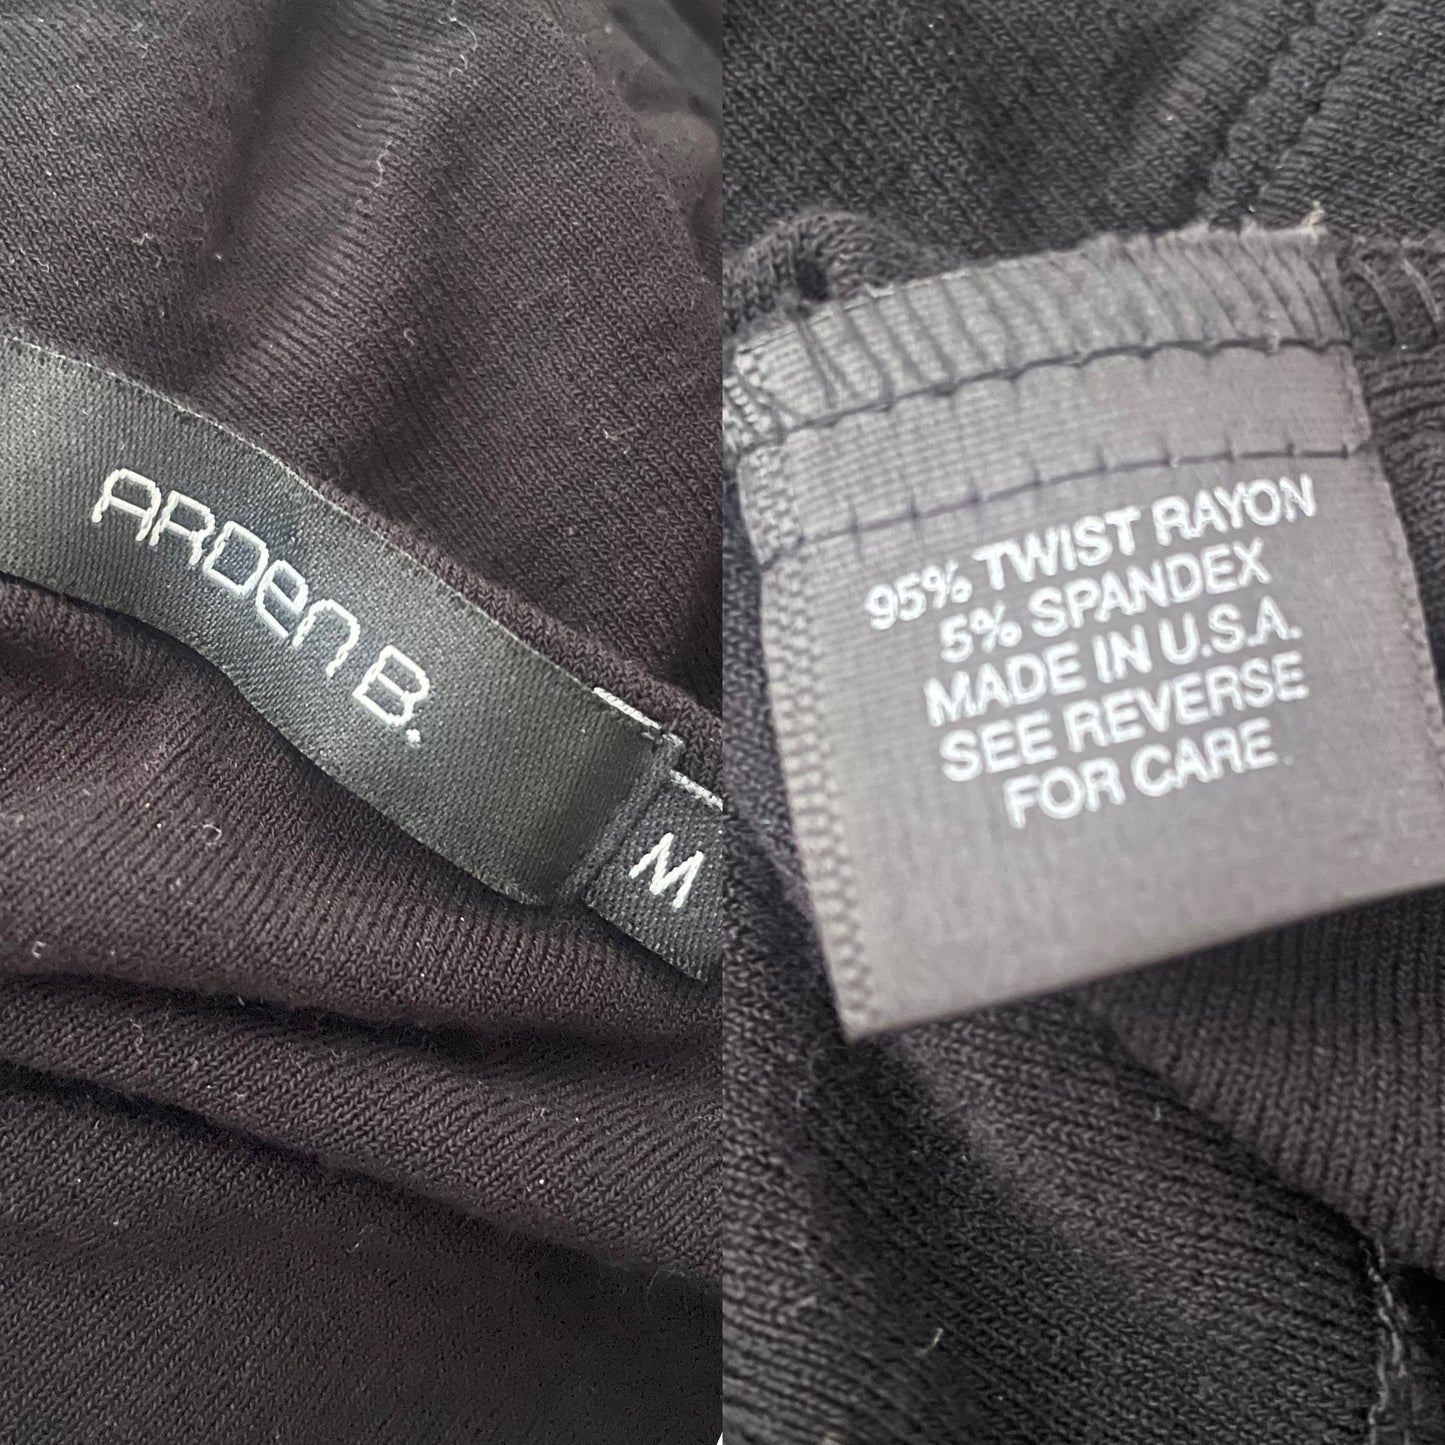 ARDEN B.
M
95% TWIST RAYON
5% SPANDEX
MADE IN U.S.A.
SEE REVERSE
FOR CARE